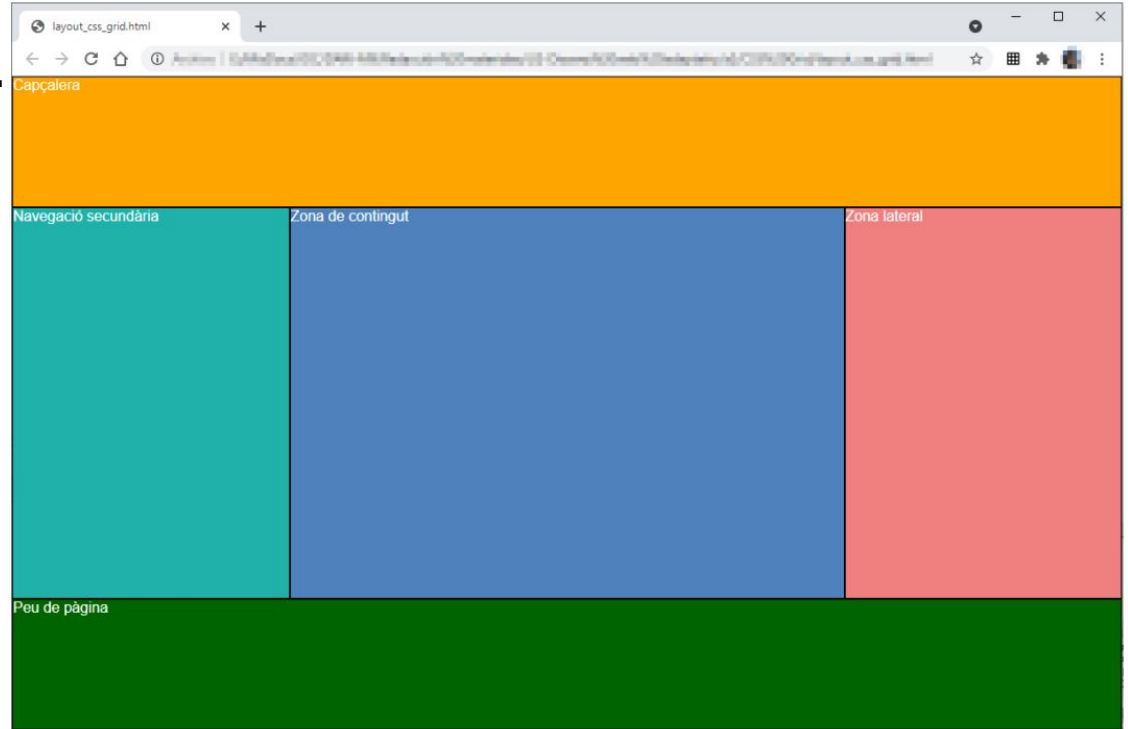 layout_css_grid.html
Capçalera
Navegació secundària
Zona de contingut
Zona lateral
Peu de pàgina